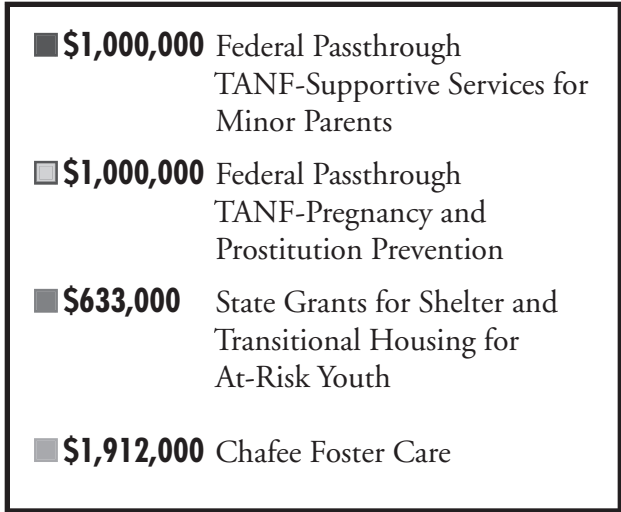 $1,000,000 Federal Passthrough
TANF-Supportive Services for
Minor Parents
$1,000,000 Federal Passthrough
TANF-Pregnancy and
Prostitution Prevention
$633,000 State Grants for Shelter and
Transitional Housing for
At-Risk Youth
$1,912,000 Chafee Foster Care